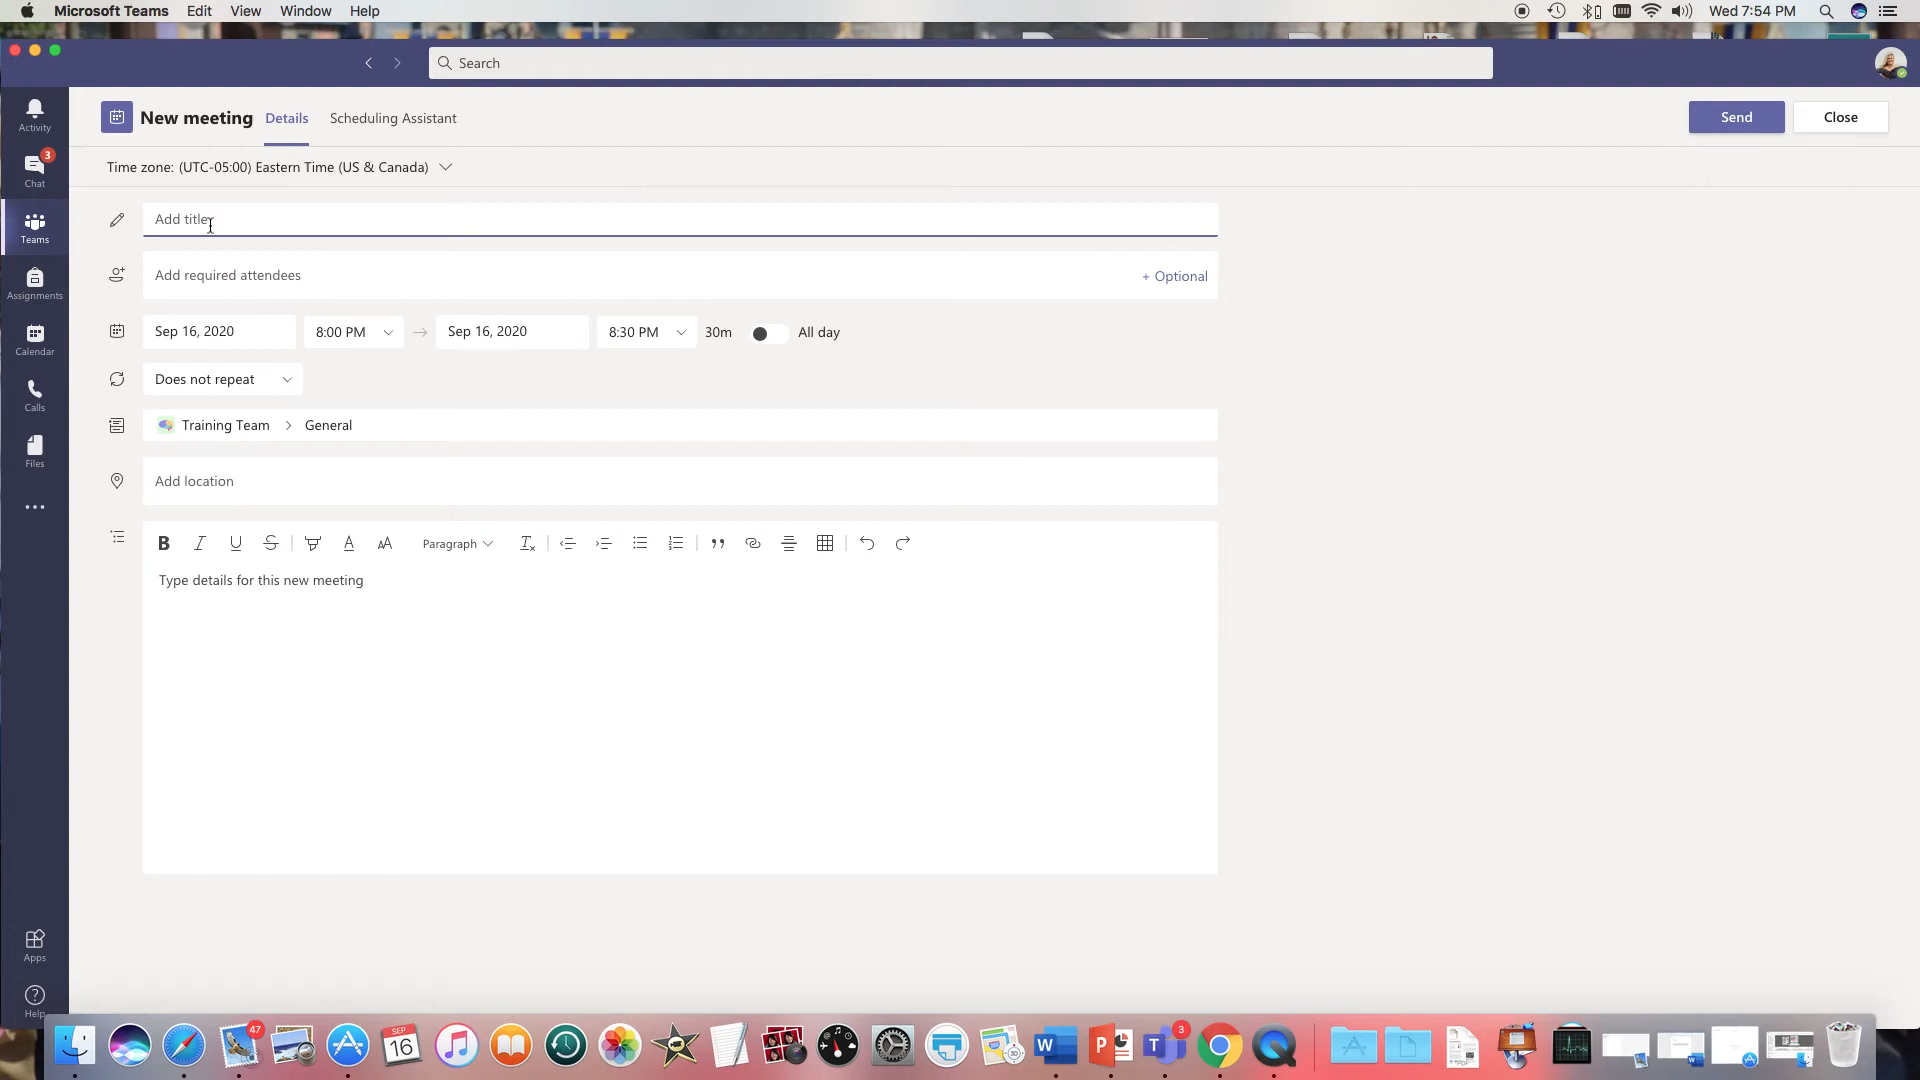 Microsoft Teams Edit View Window Help Wed 7:54 PM
Search
Activity
Chat
3
Teams
Assignments
Calendar
Calls
Files
Apps
Help
New meeting Details Scheduling Assistant Send Close
Time zone: (UTC-05:00) Eastern Time (US & Canada)
Add title
Add required attendees + Optional
Sep 16, 2020 8:00 PM → Sep 16, 2020 8:30 PM 30m All day
Does not repeat
Training Team > General
Add location
B I U S A AA Paragraph
Type details for this new meeting
47 SEP 16 W P T 3